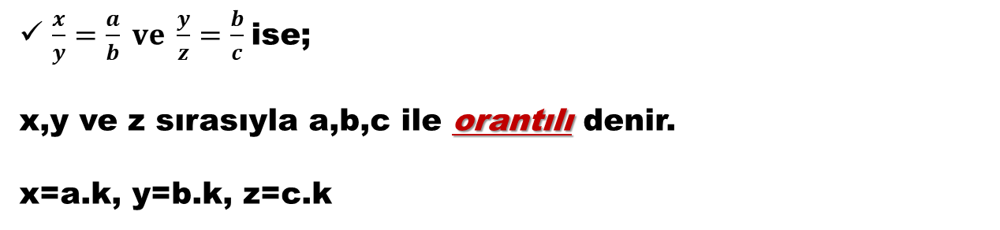 ✓ x/y = a/b ve y/z = b/c ise;
x,y ve z sırasıyla a,b,c ile orantılı denir.
x=a.k, y=b.k, z=c.k